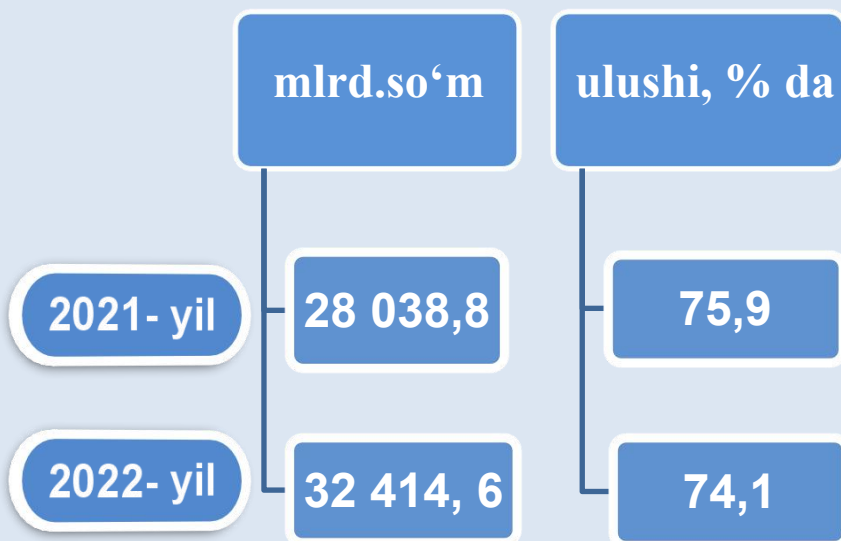 mlrd.so‘m
ulushi, % da
2021- yil
28 038,8
75,9
2022- yil
32 414, 6
74,1